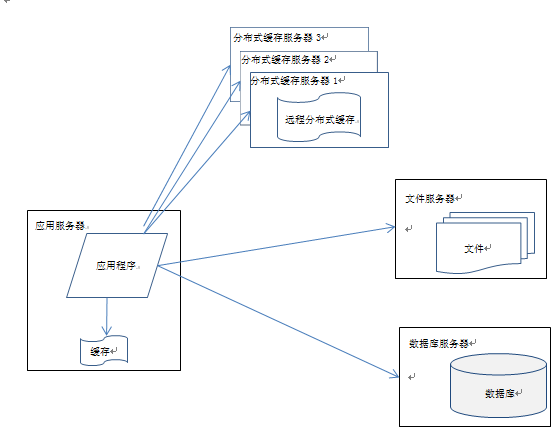 分布式缓存服务器 3
分布式缓存服务器 2
分布式缓存服务器 1
远程分布式缓存
应用服务器
应用程序
缓存
文件服务器
文件
数据库服务器
数据库